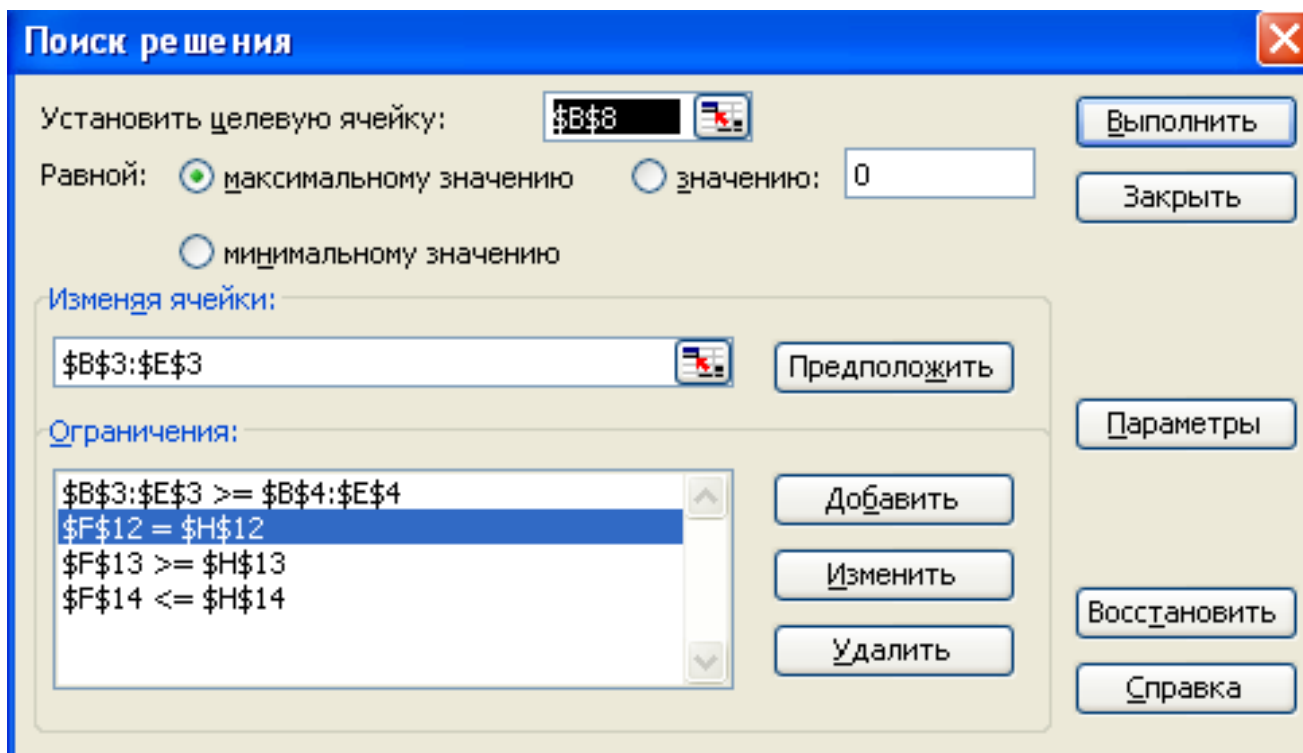 Поиск решения
Установить целевую ячейку: $B$8
Выполнить
Равной: максимальному значению значению: 0
Закрыть
минимальному значению
Изменяя ячейки:
$B$3:$E$3
Предположить
Параметры
Ограничения:
$B$3:$E$3 >= $B$4:$E$4
$F$12 = $H$12
$F$13 >= $H$13
$F$14 <= $H$14
Добавить
Изменить
Удалить
Восстановить
Справка